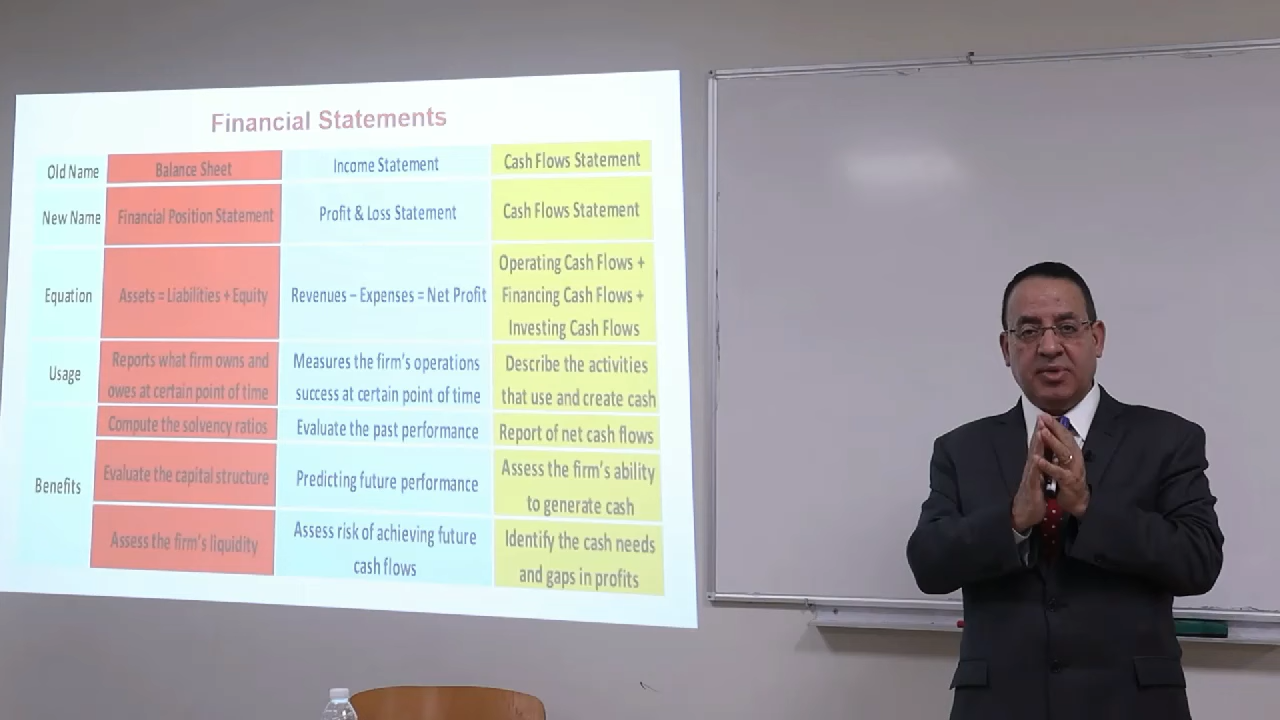 Financial Statements
Old Name Balance Sheet Income Statement Cash Flows Statement
New Name Financial Position Statement Profit & Loss Statement Cash Flows Statement
Equation Assets = Liabilities + Equity Revenues – Expenses = Net Profit Operating Cash Flows +
Financing Cash Flows +
Investing Cash Flows
Usage
Reports what firm owns and
owes at certain point of time
Measures the firm's operations
success at certain point of time
Describe the activities
that use and create cash
Benefits
Compute the solvency ratios
Evaluate the past performance
Report of net cash flows
Evaluate the capital structure
Predicting future performance
Assess the firm's ability
to generate cash
Assess the firm's liquidity
Assess risk of achieving future
cash flows
Identify the cash needs
and gaps in profits